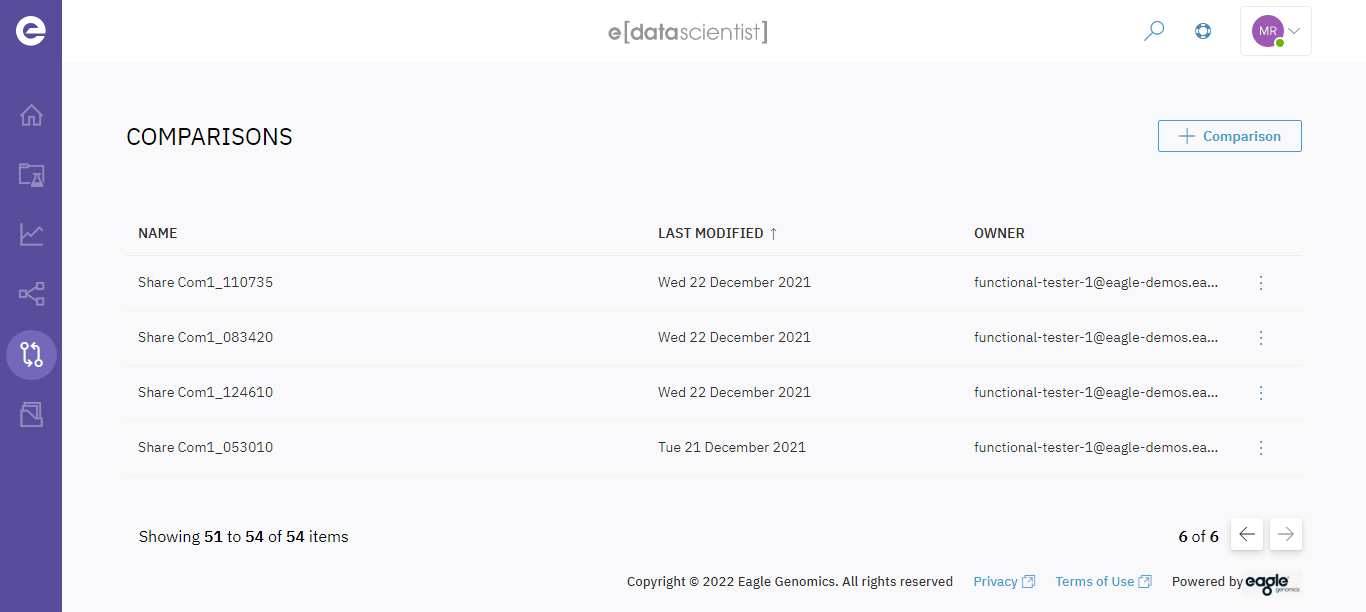 e
e[datascientist]
MR
COMPARISONS
Comparison
NAME LAST MODIFIED ↑ OWNER
Share Com1_110735 Wed 22 December 2021 functional-tester-1@eagle-demos.ea...
Share Com1_083420 Wed 22 December 2021 functional-tester-1@eagle-demos.ea...
Share Com1_124610 Wed 22 December 2021 functional-tester-1@eagle-demos.ea...
Share Com1_053010 Tue 21 December 2021 functional-tester-1@eagle-demos.ea...
Showing 51 to 54 of 54 items 6 of 6
Copyright © 2022 Eagle Genomics. All rights reserved Privacy Terms of Use Powered by eagle genomics